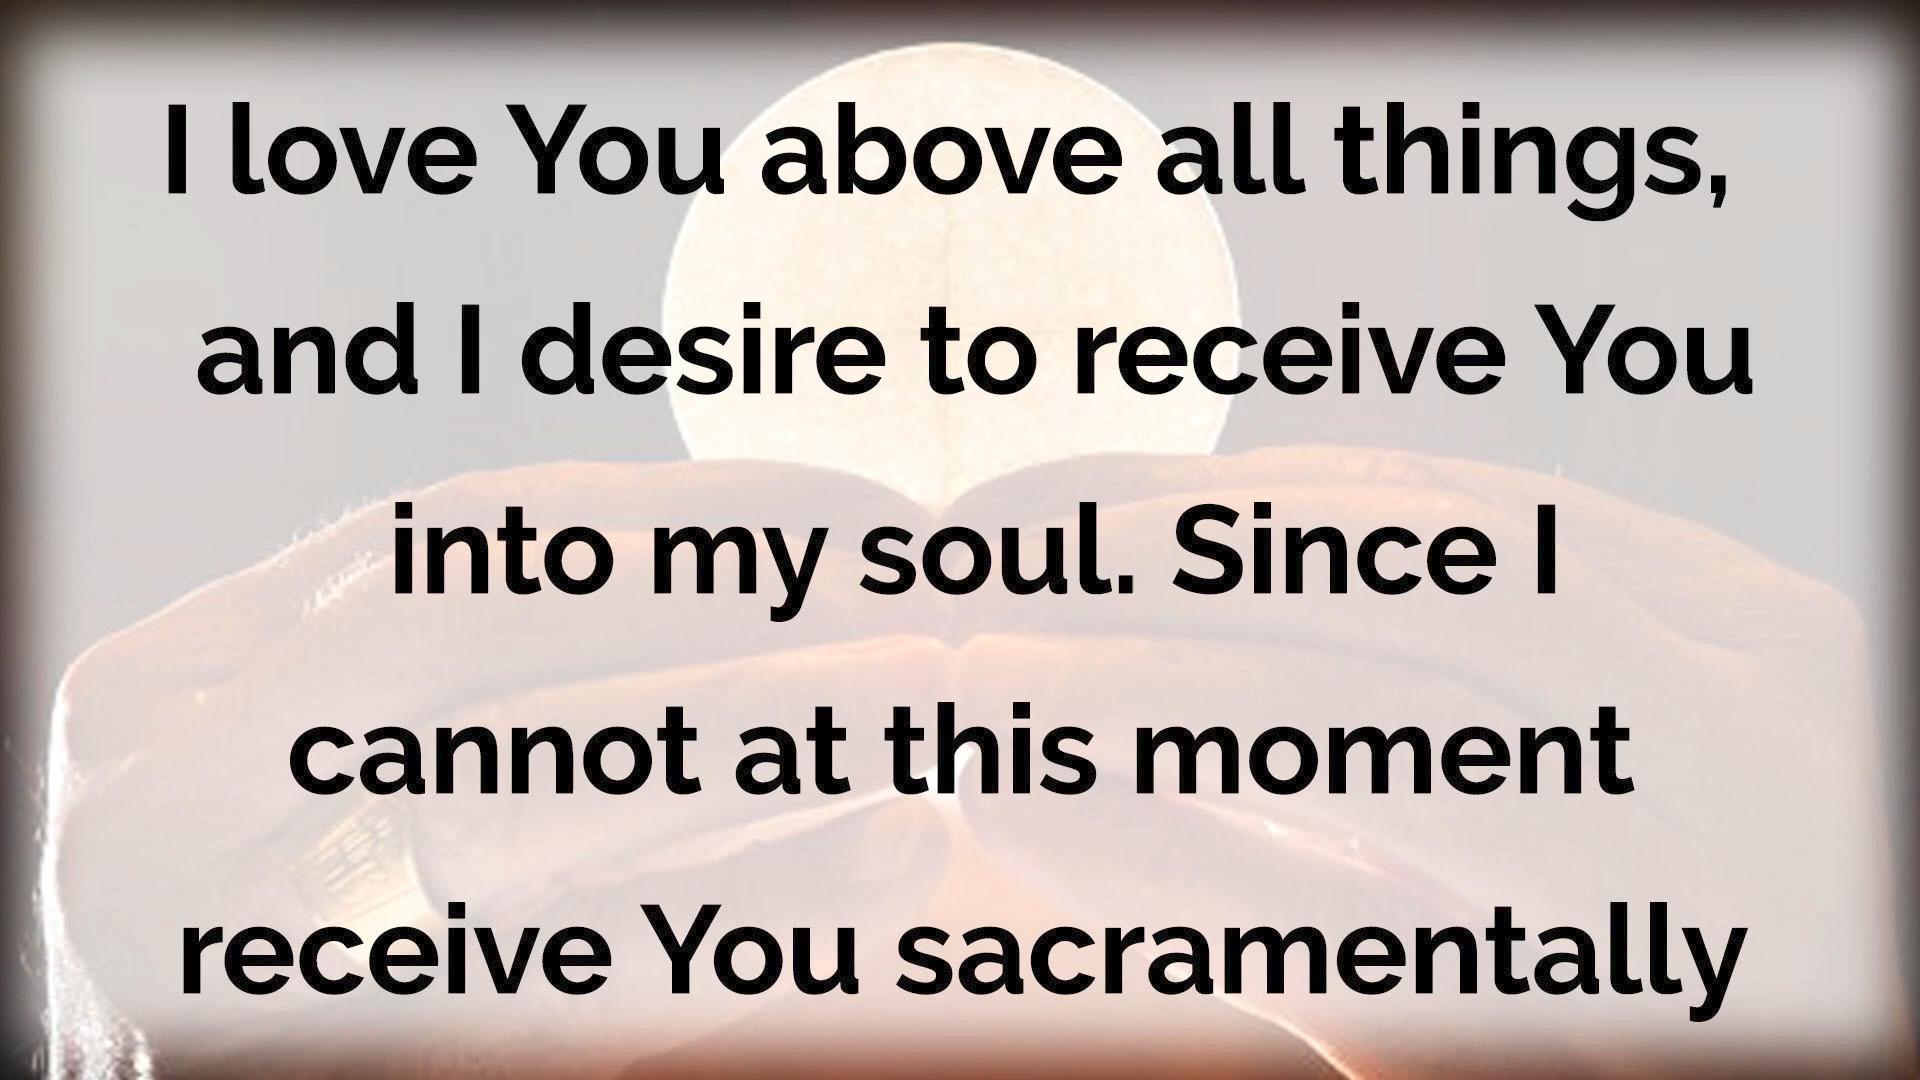 I love You above all things,
and I desire to receive You
into my soul. Since I
cannot at this moment
receive You sacramentally